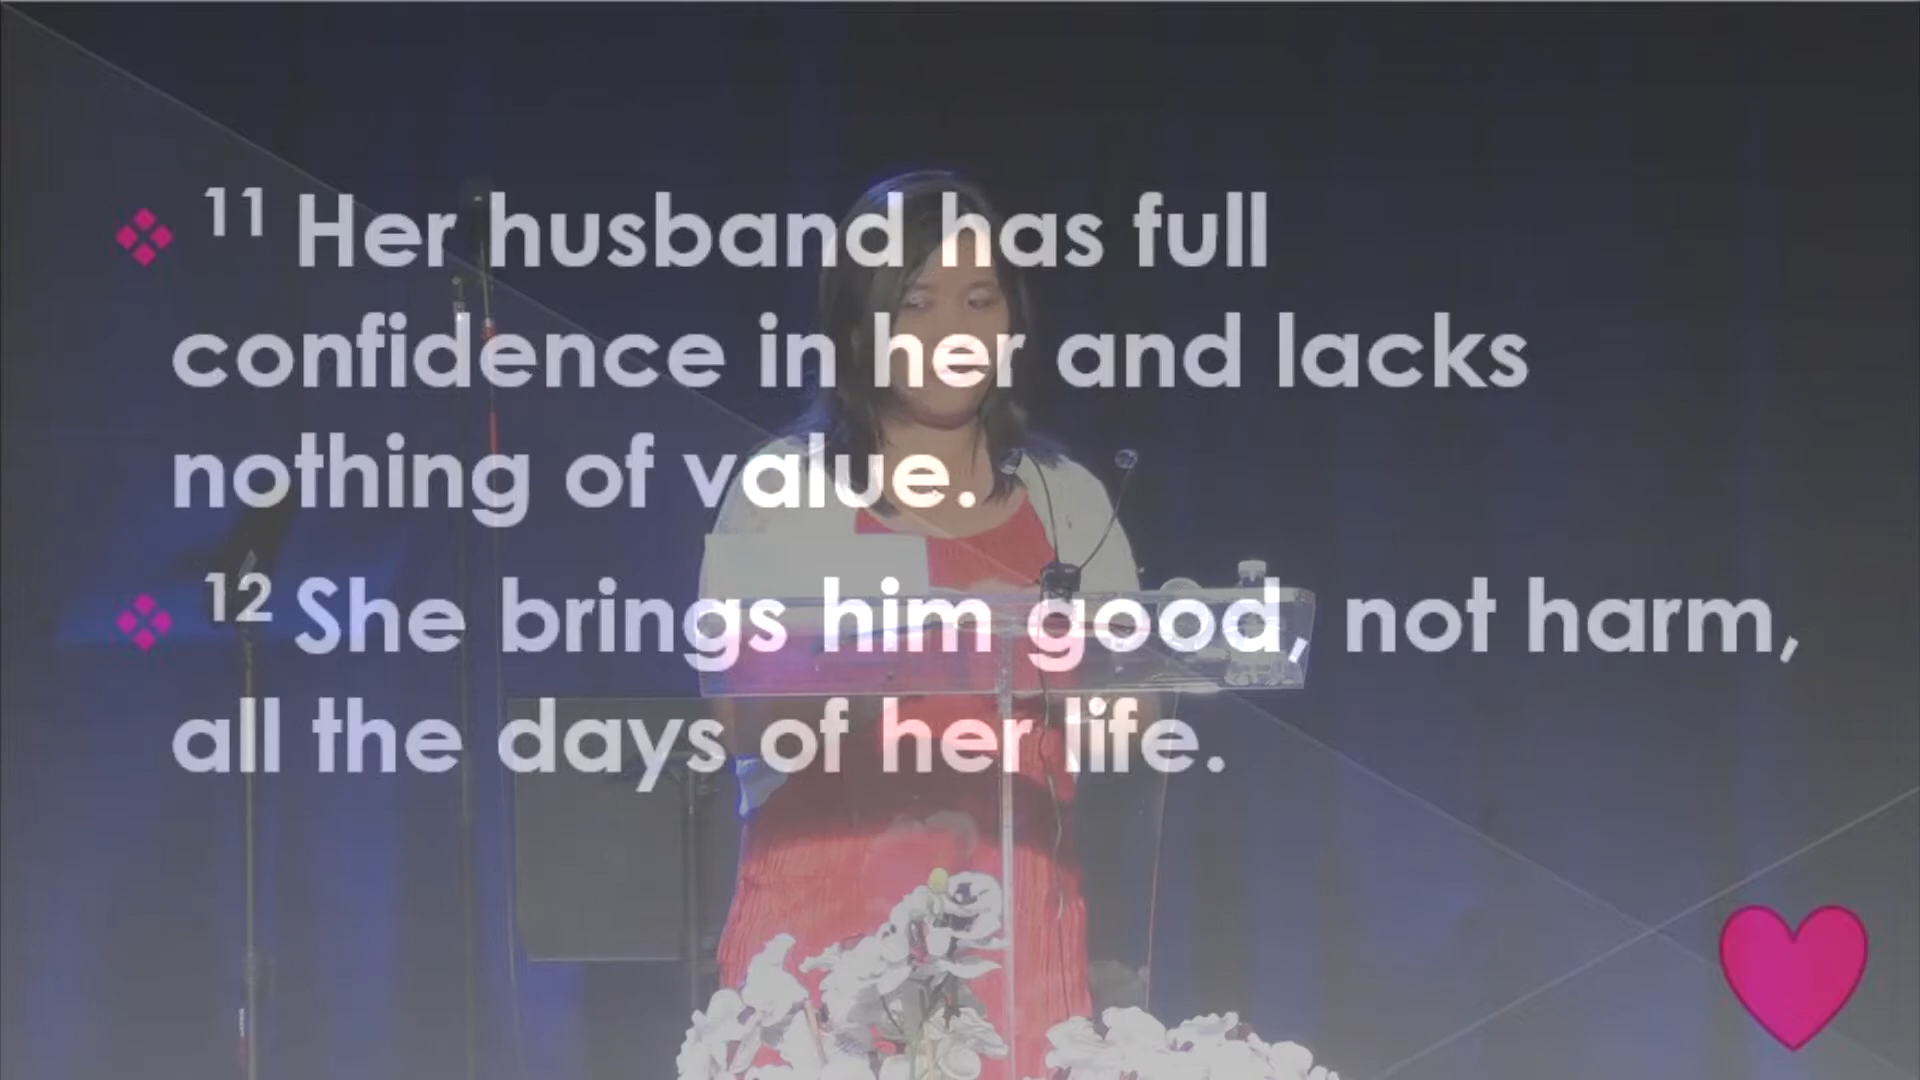 11 Her husband has full
confidence in her and lacks
nothing of value.
12 She brings him good, not harm,
all the days of her life.